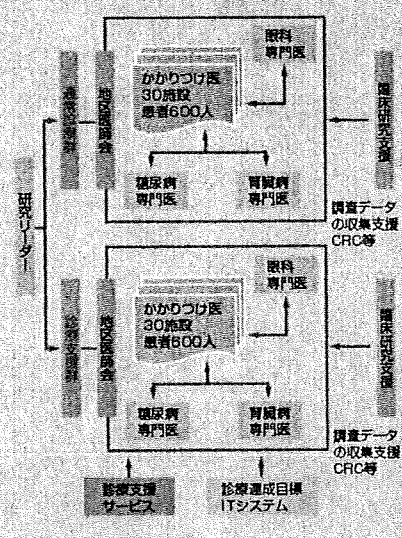 眼科
専門医
かかりつけ医
30施設
患者600人
糖尿病
専門医
腎臓病
専門医
通常診療群
地区医師会
臨床研究支援
調査データ
の収集支援
CRC等
研究リーダー
眼科
専門医
かかりつけ医
30施設
患者600人
糖尿病
専門医
腎臓病
専門医
診療支援群
地区医師会
臨床研究支援
調査データ
の収集支援
CRC等
診療支援
サービス
診療達成目標
ITシステム